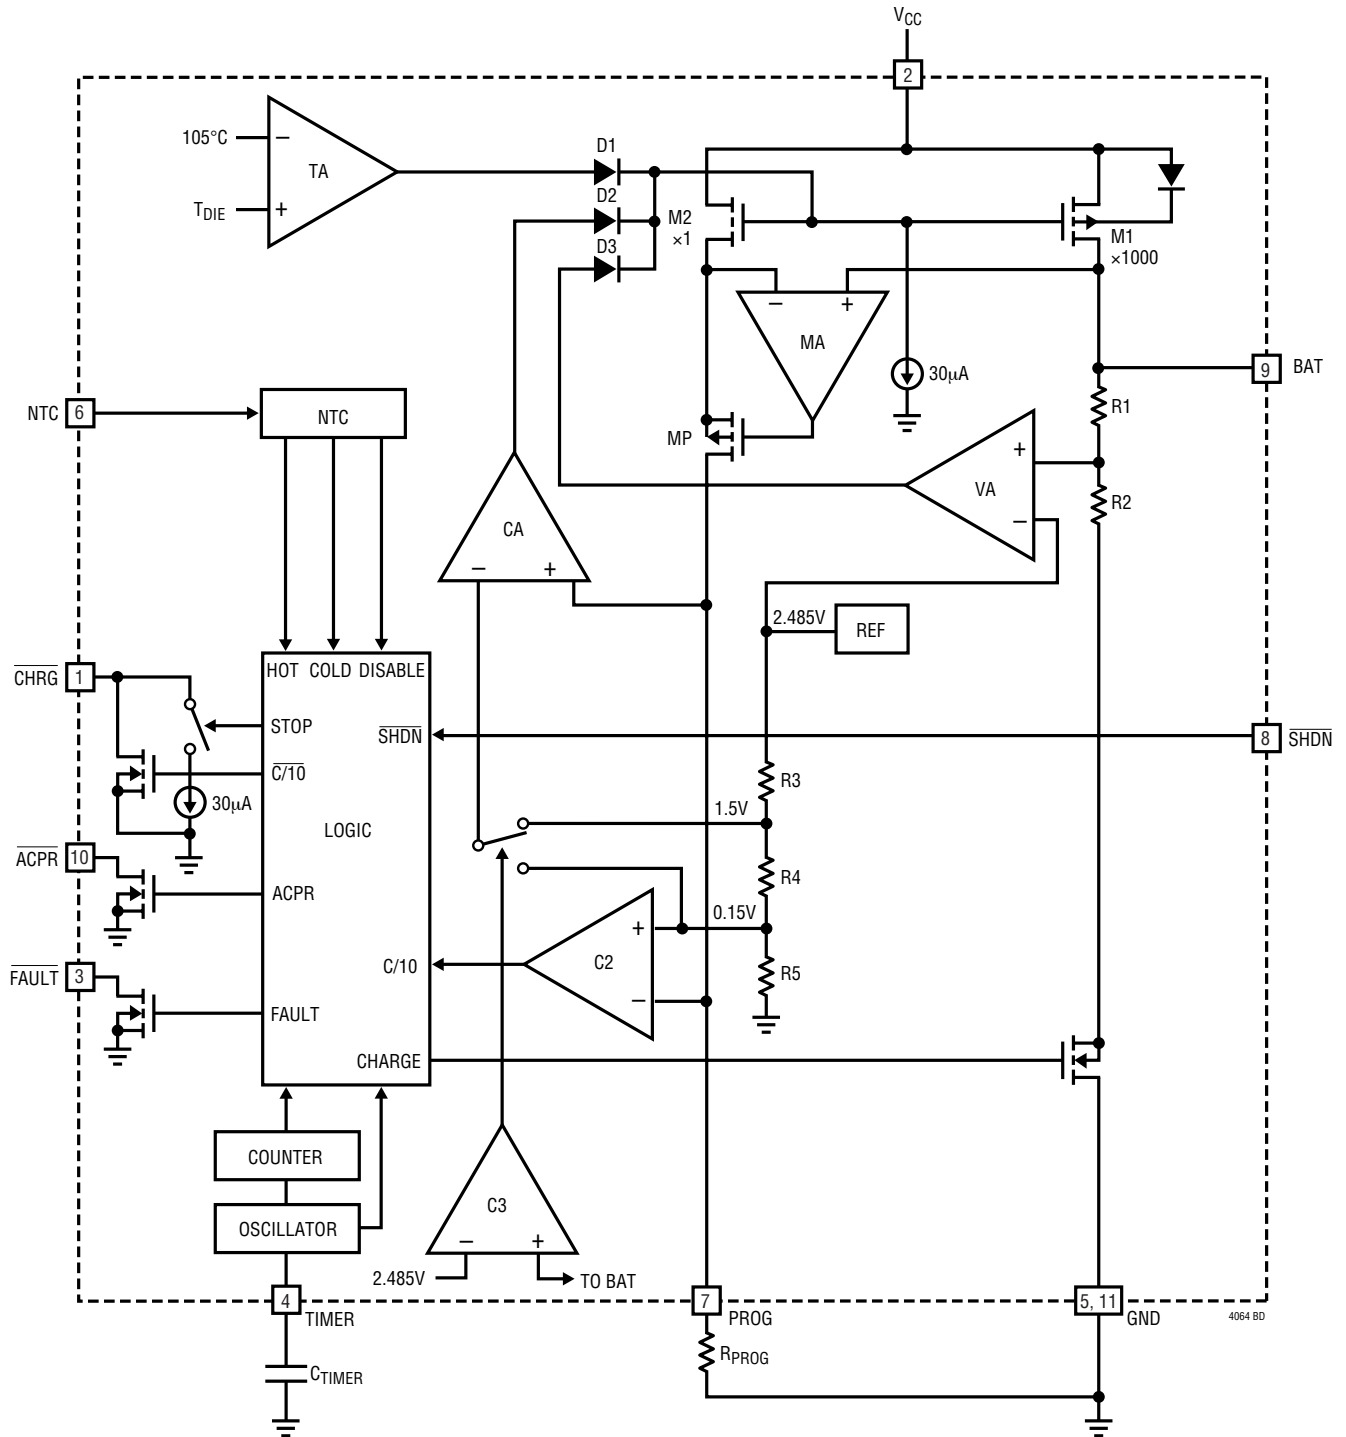 VCC
2
105°C
−
TA
TDIE
+
D1
D2
D3
M2
×1
M1
×1000
−
+
MA
30µA
9
BAT
NTC
6
NTC
MP
R1
+
VA
−
R2
CA
−
+
2.485V
REF
CHRG
1
HOT
COLD
DISABLE
STOP
SHDN
8
SHDN
C/10
30µA
R3
1.5V
LOGIC
ACPR
10
ACPR
R4
0.15V
+
C2
−
C/10
R5
FAULT
3
FAULT
CHARGE
COUNTER
C3
OSCILLATOR
−
+
2.485V
TO BAT
4
TIMER
7
PROG
5, 11
GND
4064 BD
RPROG
CTIMER